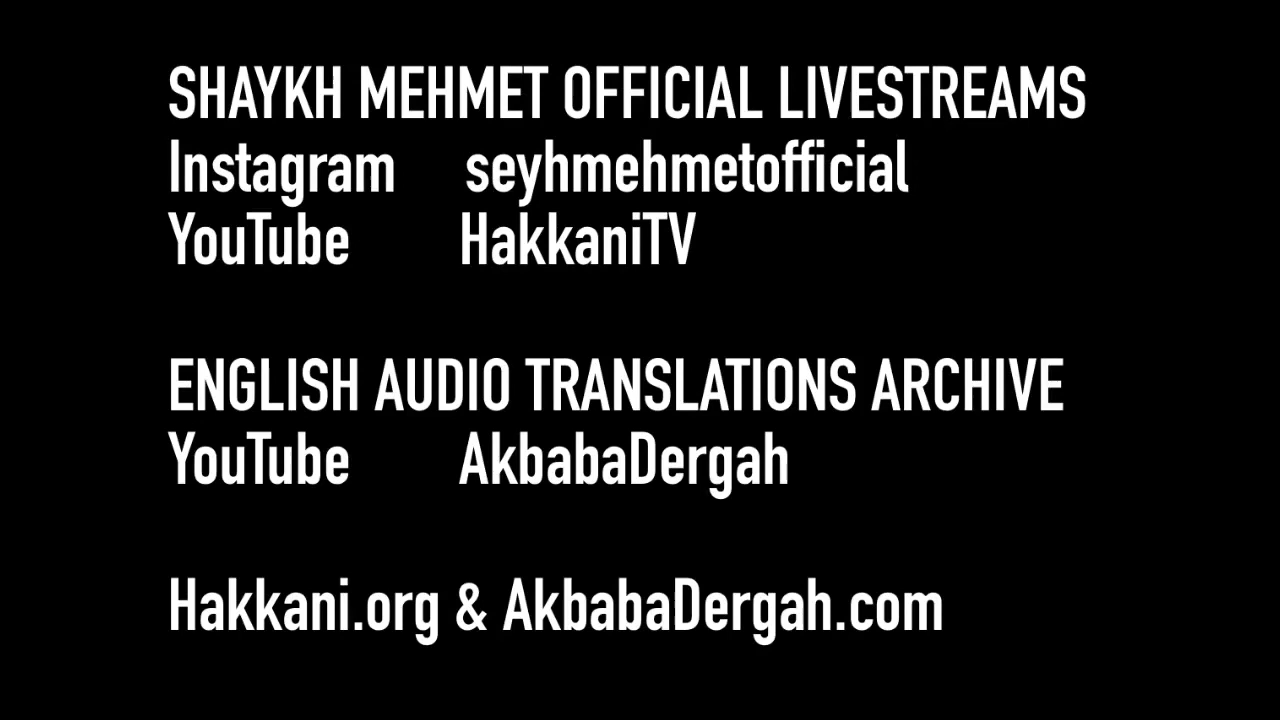 SHAYKH MEHMET OFFICIAL LIVESTREAMS
Instagram seyhmehmetofficial
YouTube HakkaniTV
ENGLISH AUDIO TRANSLATIONS ARCHIVE
YouTube AkbabaDergah
Hakkani.org & AkbabaDergah.com